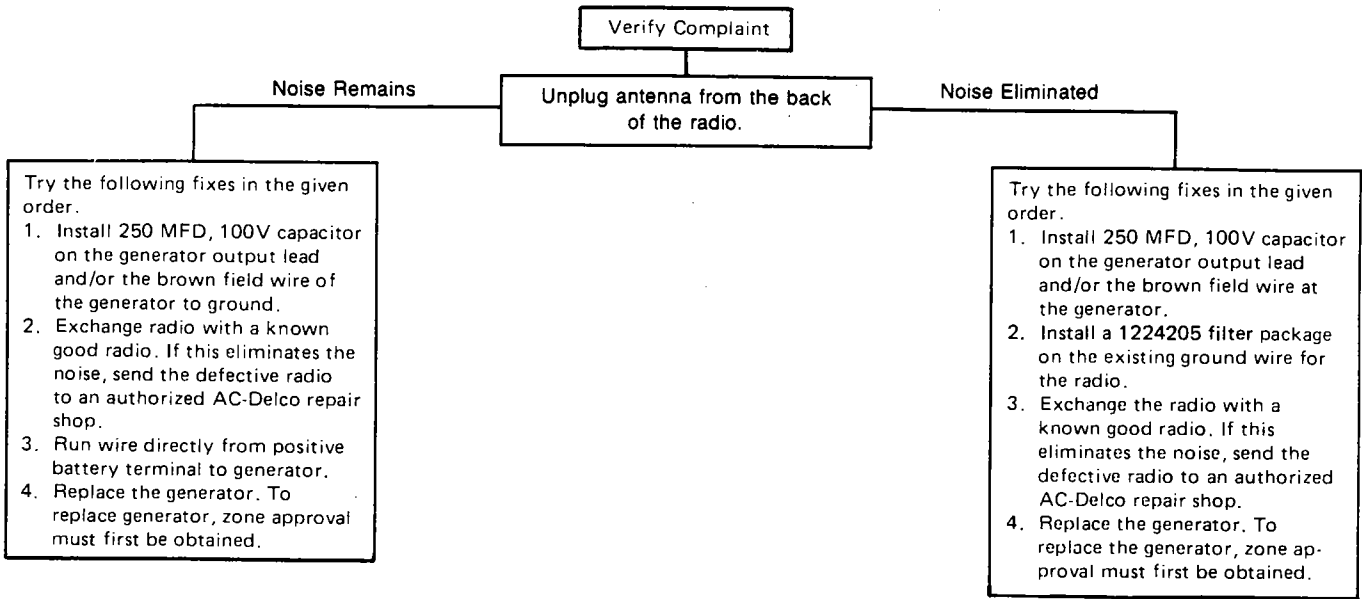 Verify Complaint
Noise Remains
Unplug antenna from the back
of the radio.
Noise Eliminated
Try the following fixes in the given
order.
1. Install 250 MFD, 100V capacitor
on the generator output lead
and/or the brown field wire of
the generator to ground.
2. Exchange radio with a known
good radio. If this eliminates the
noise, send the defective radio
to an authorized AC-Delco repair
shop.
3. Run wire directly from positive
battery terminal to generator.
4. Replace the generator. To
replace generator, zone approval
must first be obtained.
Try the following fixes in the given
order.
1. Install 250 MFD, 100V capacitor
on the generator output lead
and/or the brown field wire at
the generator.
2. Install a 1224205 filter package
on the existing ground wire for
the radio.
3. Exchange the radio with a
known good radio. If this
eliminates the noise, send the
defective radio to an authorized
AC-Delco repair shop.
4. Replace the generator. To
replace the generator, zone ap-
proval must first be obtained.